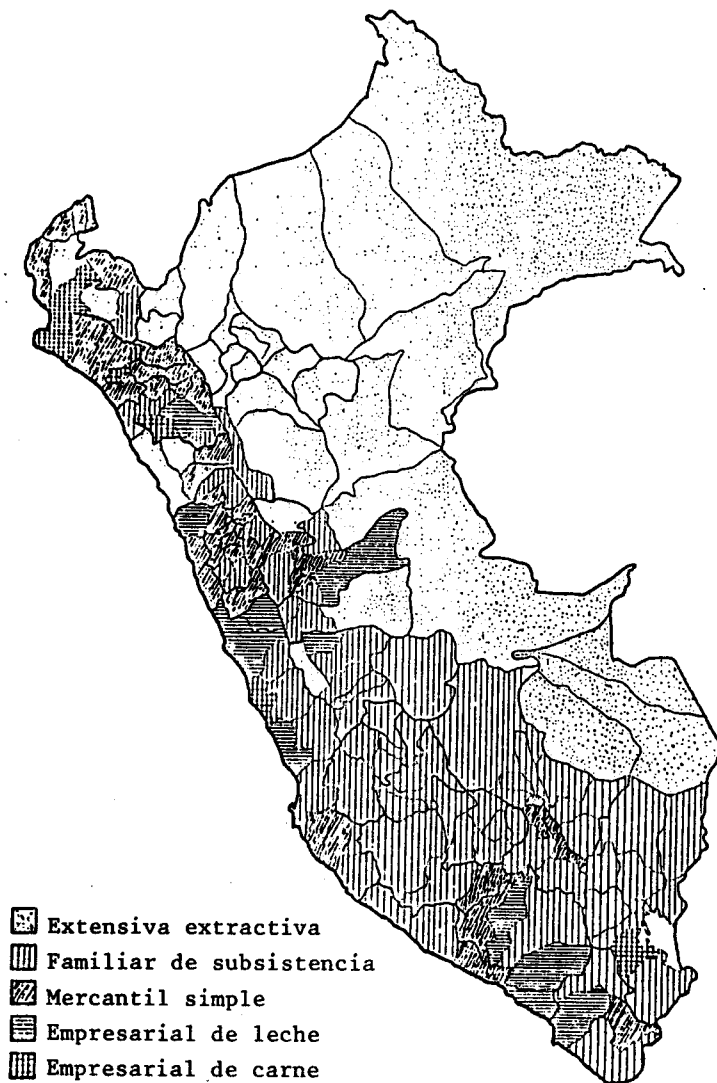 Extensiva extractiva
Familiar de subsistencia
Mercantil simple
Empresarial de leche
Empresarial de carne